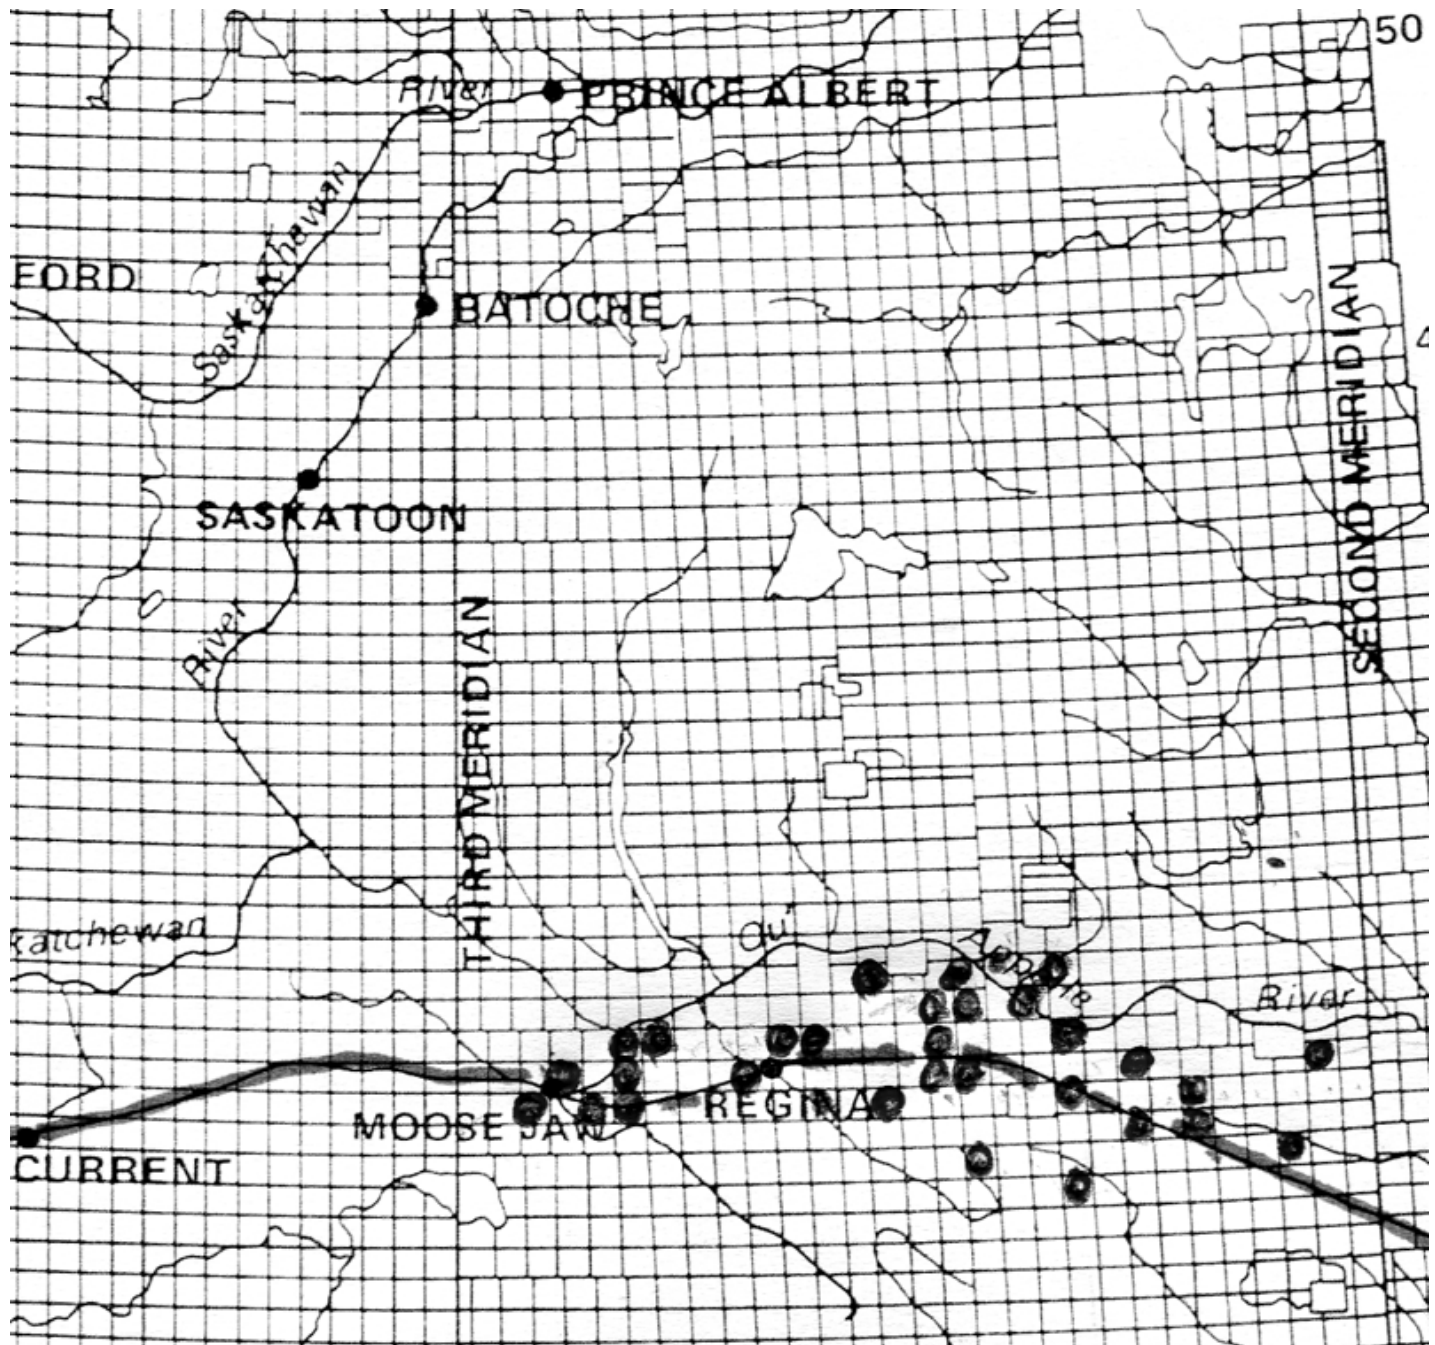 50
River
PRINCE ALBERT
Saskatchewan
FORD
BATOCHE
SECOND MERIDIAN
SASKATOON
River
THIRD MERIDIAN
katchewan
Qu'
Appelle
River
REGINA
MOOSE JAW
CURRENT